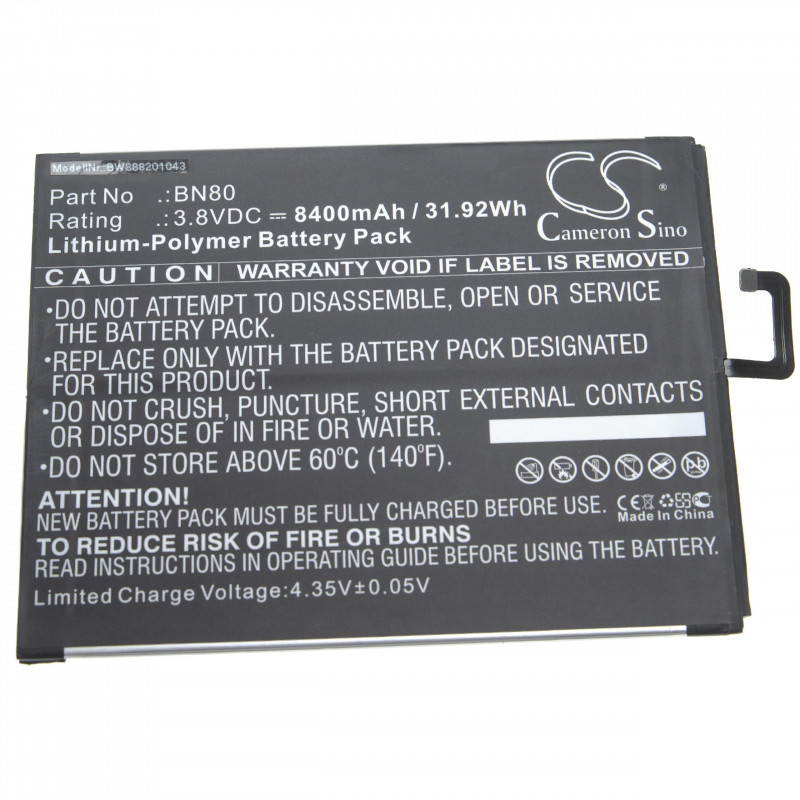 ModellNr.:BW888201043
Part No .:BN80
Rating .:3.8VDC ⎓ 8400mAh / 31.92Wh
Lithium-Polymer Battery Pack
CS
Cameron Sino
CAUTION WARRANTY VOID IF LABEL IS REMOVED
•DO NOT ATTEMPT TO DISASSEMBLE, OPEN OR SERVICE
THE BATTERY PACK.
•REPLACE ONLY WITH THE BATTERY PACK DESIGNATED
FOR THIS PRODUCT.
•DO NOT CRUSH, PUNCTURE, SHORT EXTERNAL CONTACTS
OR DISPOSE OF IN FIRE OR WATER.
•DO NOT STORE ABOVE 60°C (140°F).
Pb
ATTENTION!
NEW BATTERY PACK MUST BE FULLY CHARGED BEFORE USE.
CE
Made In China
TO REDUCE RISK OF FIRE OR BURNS
READ INSTRUCTIONS IN OPERATING GUIDE BEFORE USING THE BATTERY.
Limited Charge Voltage:4.35V±0.05V